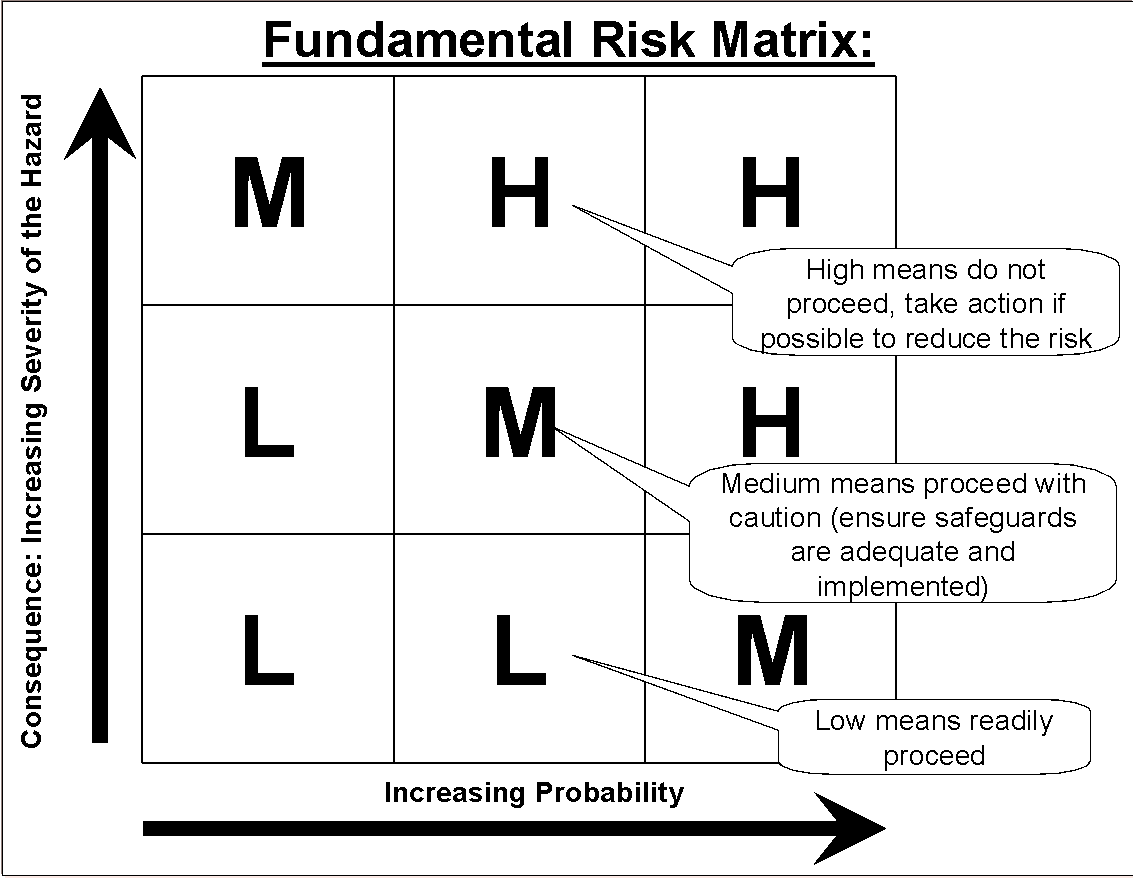 Fundamental Risk Matrix:
Consequence: Increasing Severity of the Hazard
M
H
H
High means do not
proceed, take action if
possible to reduce the risk
L
M
H
Medium means proceed with
caution (ensure safeguards
are adequate and
implemented)
L
L
M
Low means readily
proceed
Increasing Probability